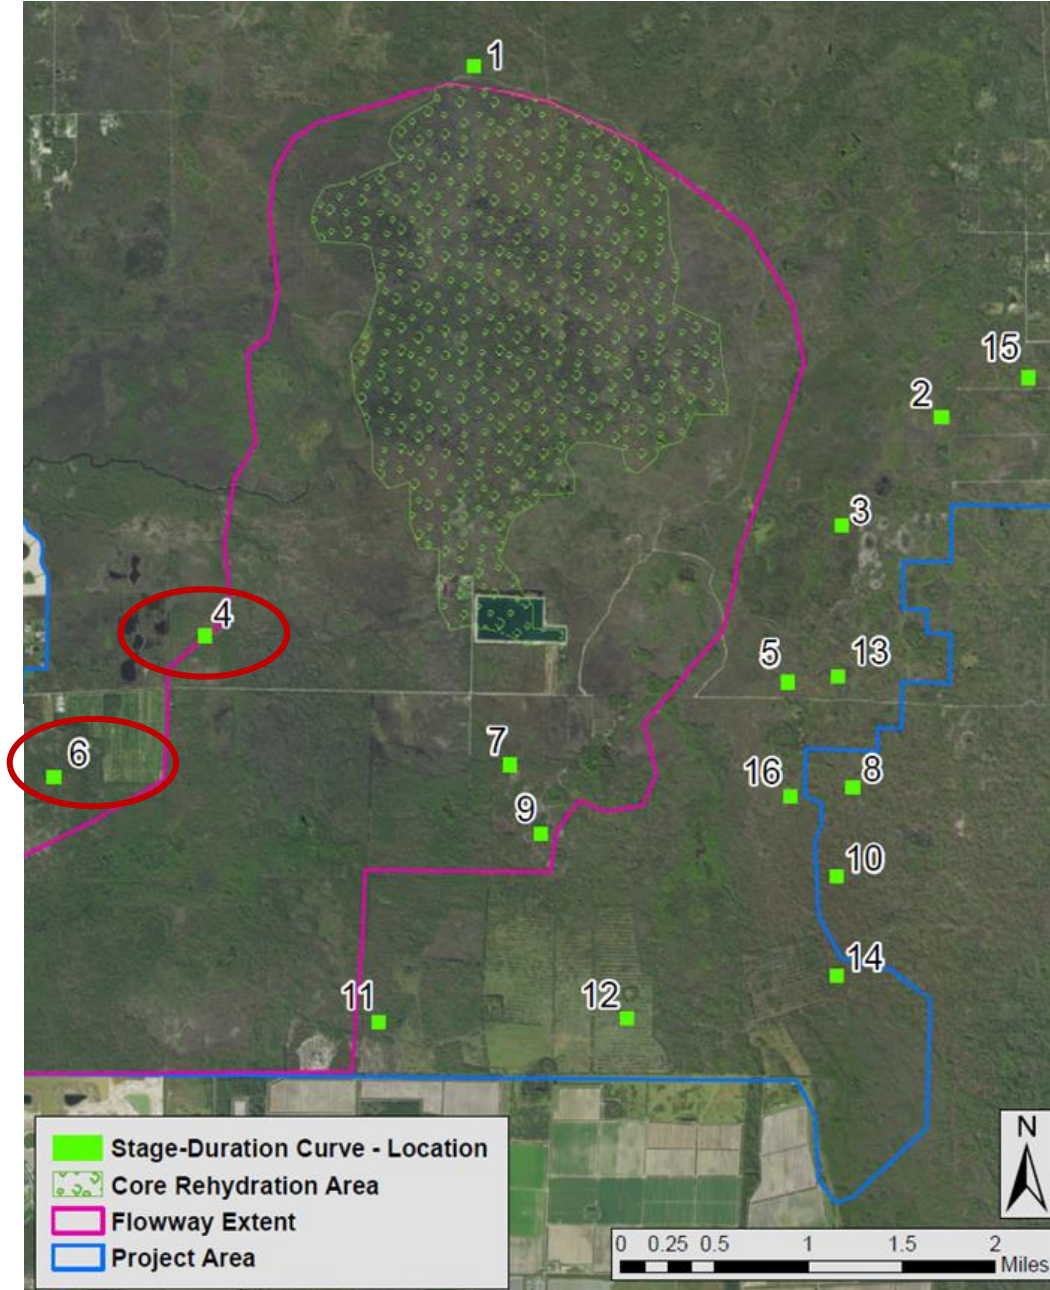 1
15
2
3
4
5
13
6
7
16
8
9
10
14
11
12
N
Stage-Duration Curve - Location
Core Rehydration Area
Flowway Extent
Project Area
0 0.25 0.5 1 1.5 2
Miles